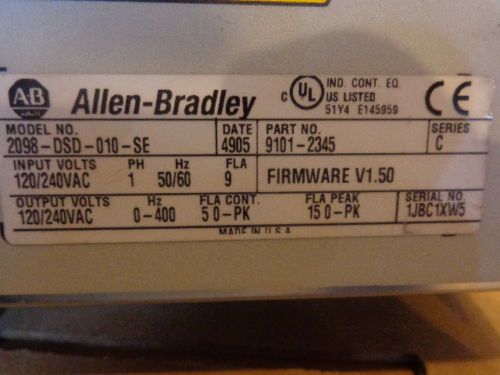 AB Allen-Bradley
C UL US LISTED
IND. CONT. EQ.
51Y4 E145959
CE
MODEL NO. DATE PART NO. SERIES
2098-DSD-010-SE 4905 9101-2345 C
INPUT VOLTS PH Hz FLA
120/240VAC 1 50/60 9 FIRMWARE V1.50
OUTPUT VOLTS Hz FLA CONT. FLA PEAK SERIAL NO.
120/240VAC 0-400 5 0-PK 15 0-PK 1JBC1XW5
MADE IN U.S.A.